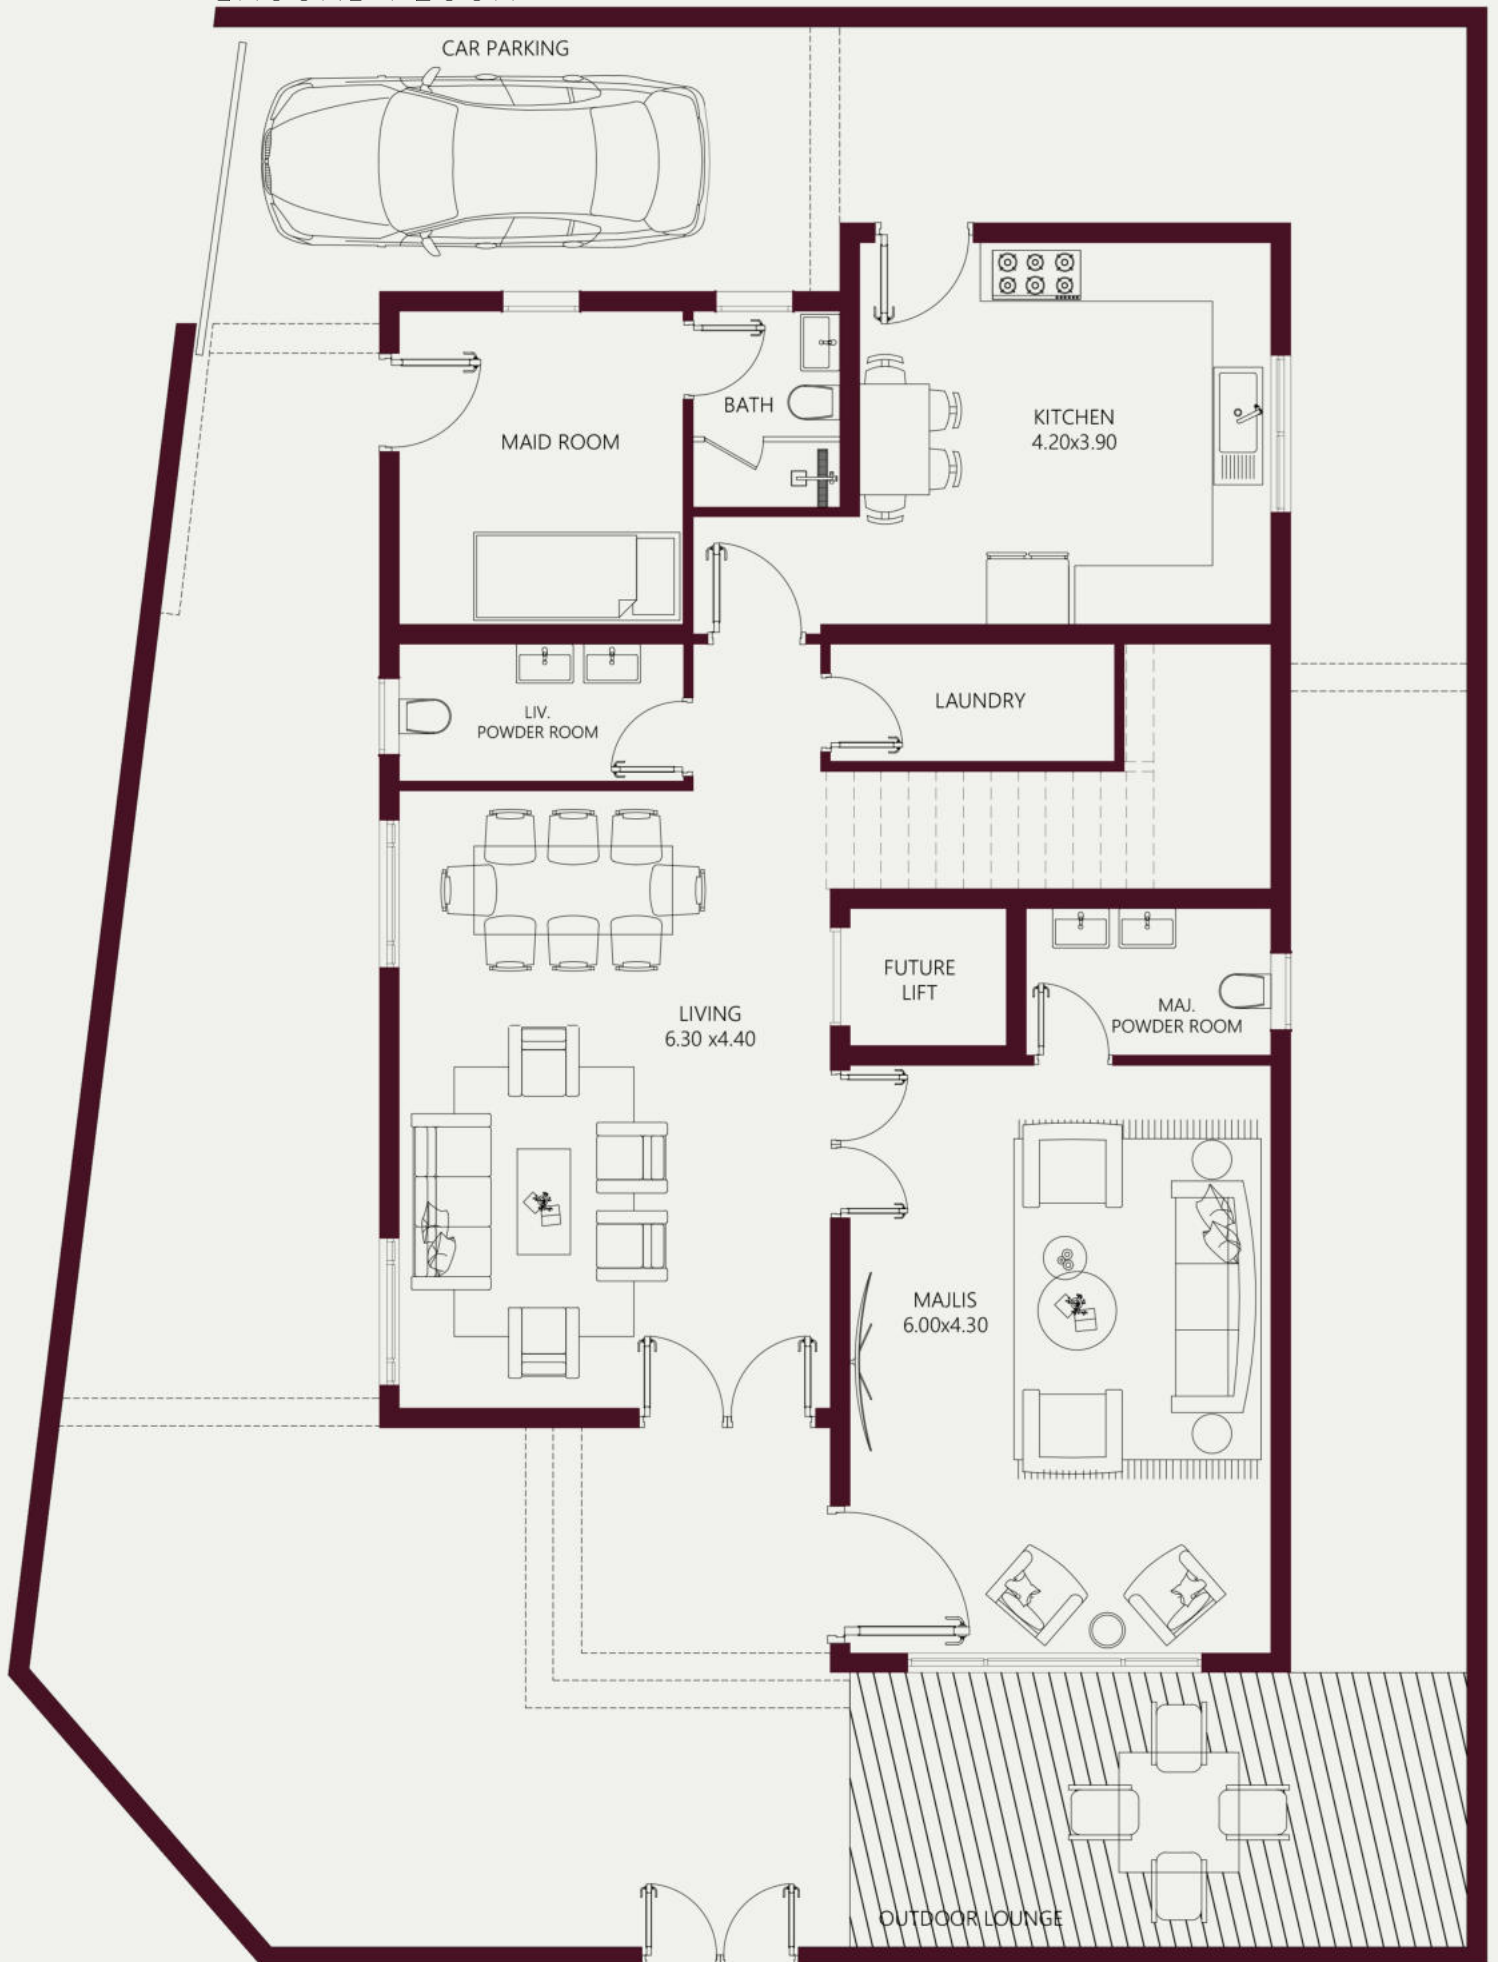 CAR PARKING
KITCHEN
4.20x3.90
BATH
MAID ROOM
LAUNDRY
LIV.
POWDER ROOM
FUTURE
LIFT
MAJ.
POWDER ROOM
LIVING
6.30 x4.40
MAJLIS
6.00x4.30
OUTDOOR LOUNGE